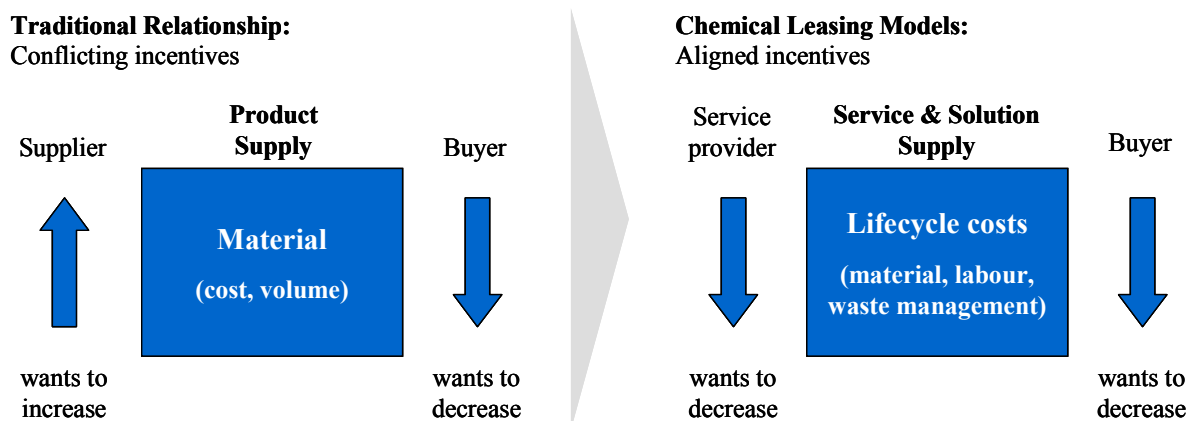 Traditional Relationship:
Conflicting incentives
Supplier
Product
Supply
Buyer
Material
(cost, volume)
wants to
increase
wants to
decrease
Chemical Leasing Models:
Aligned incentives
Service
provider
Service & Solution
Supply
Buyer
Lifecycle costs
(material, labour,
waste management)
wants to
decrease
wants to
decrease